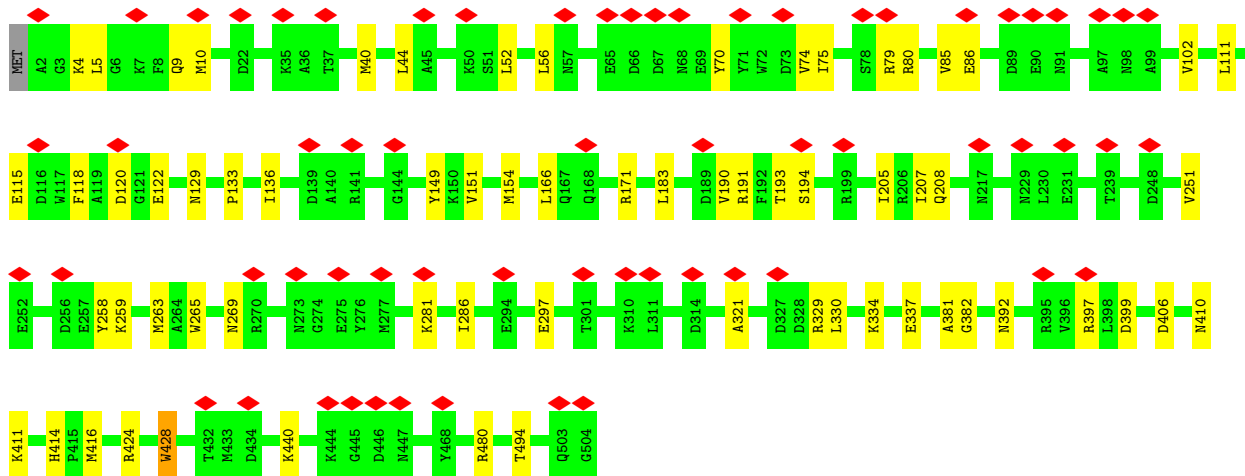 MET A2 G3 K4 L5 G6 K7 F8 Q9 M10 D22 K35 A36 T37 M40 L44 A45 K50 S51 L52 L56 N57 E65 D66 D67 N68 E69 Y70 Y71 W72 D73 V74 I75 S78 R79 R80 V85 E86 D89 E90 N91 A97 N98 A99 V102 L111
E115 D116 W117 F118 A119 D120 G121 E122 N129 P133 I136 D139 A140 R141 G144 Y149 K150 V151 M154 L166 Q167 Q168 R171 L183 D189 V190 R191 F192 T193 S194 R199 I205 R206 I207 Q208 N217 N229 L230 E231 T239 D248 V251
E252 D256 E257 Y258 K259 M263 A264 W265 N269 R270 N273 G274 E275 Y276 M277 K281 I286 E294 E297 T301 K310 L311 D314 A321 D327 D328 R329 L330 K334 E337 A381 G382 N392 R395 V396 R397 L398 D399 D406 N410
K411 H414 P415 M416 R424 W428 T432 M433 D434 K440 K444 G445 D446 N447 Y468 R480 T494 Q503 G504